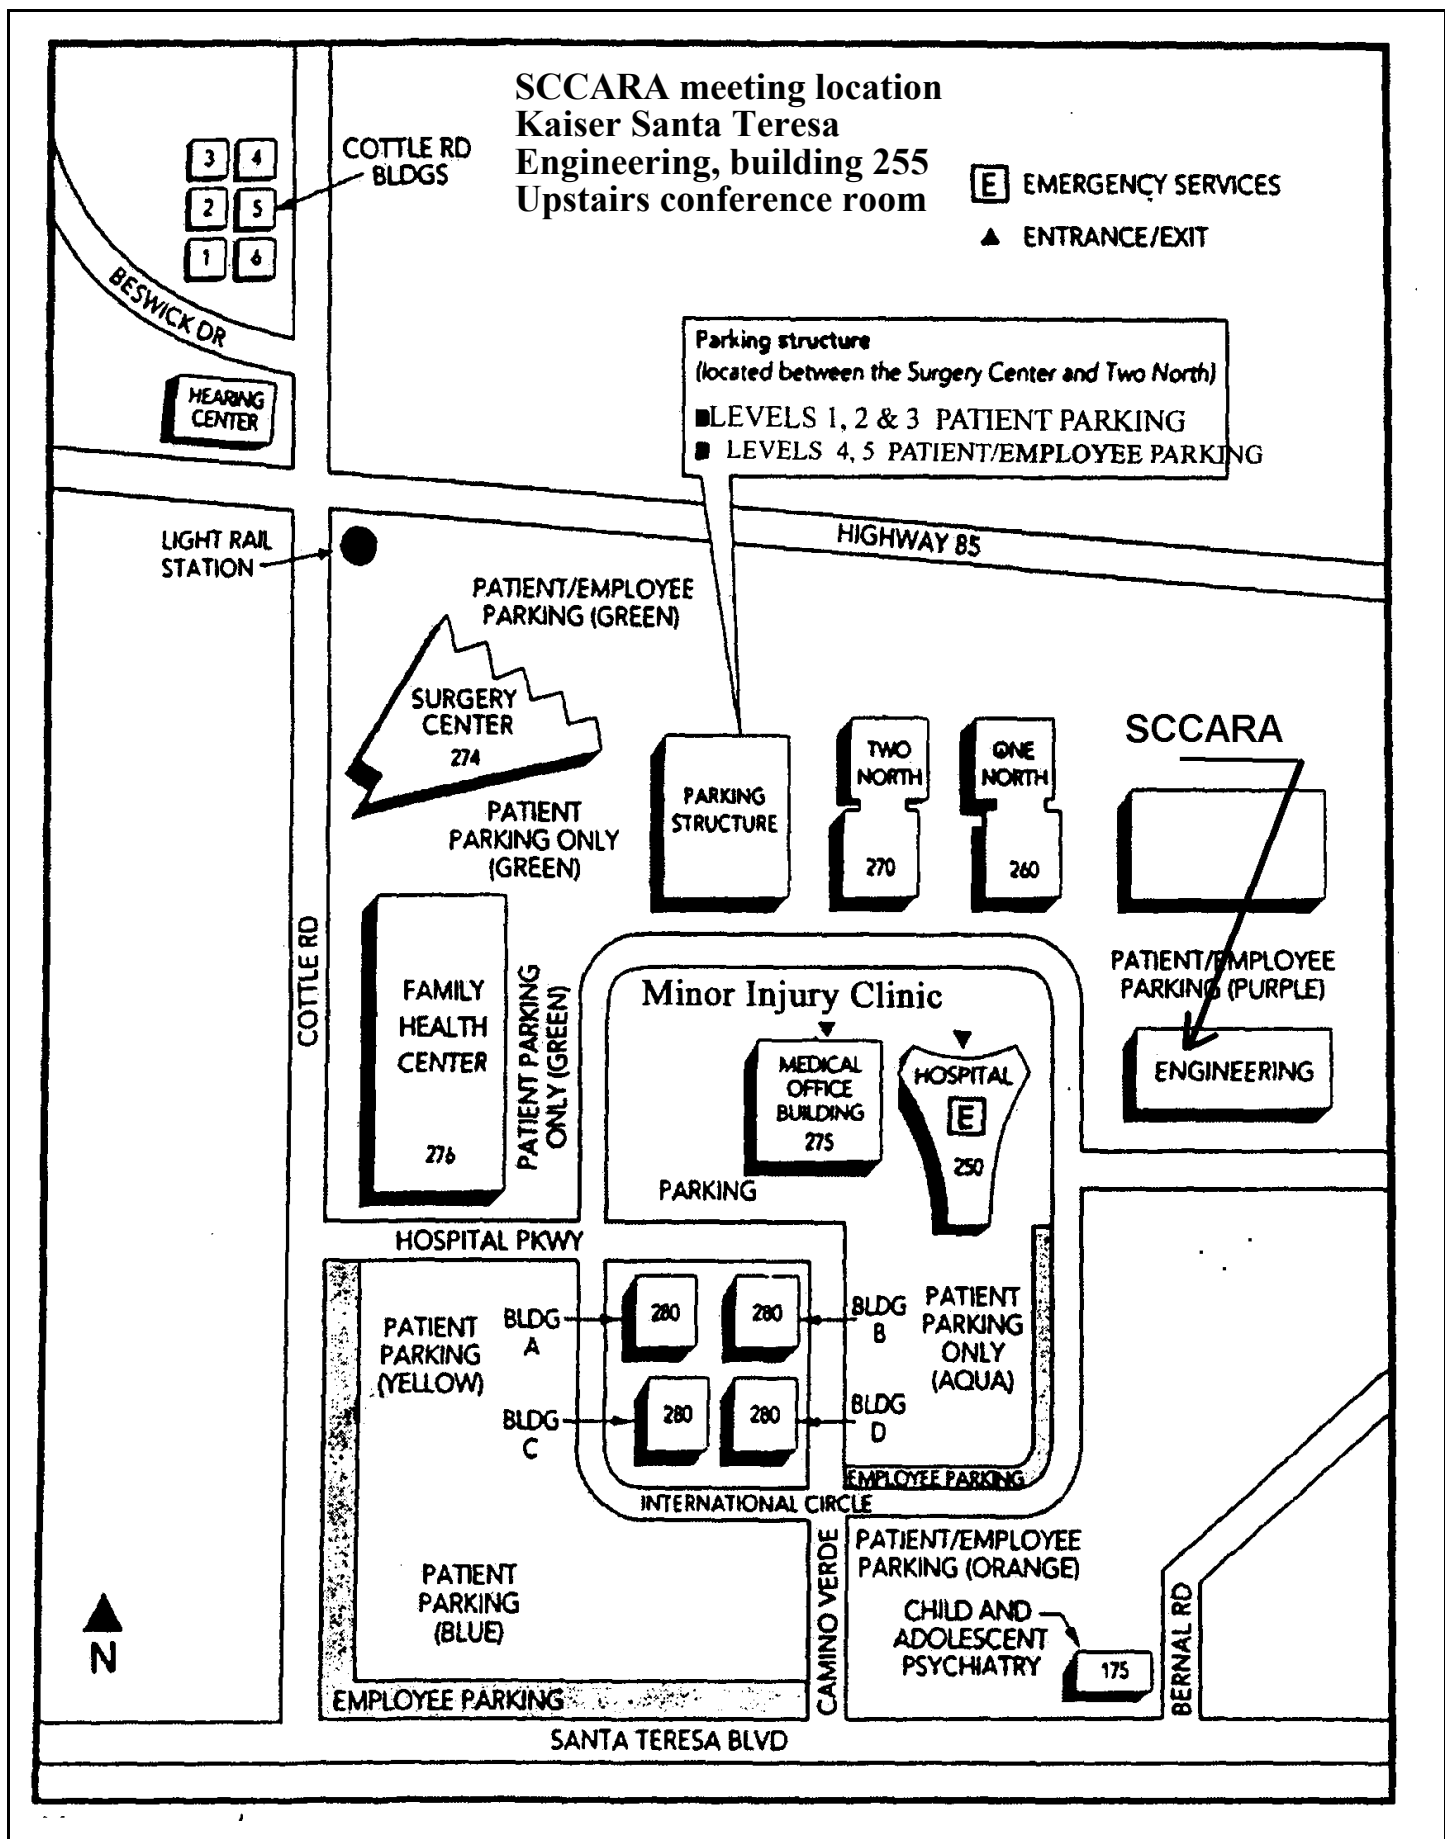 SCCARA meeting location
Kaiser Santa Teresa
Engineering, building 255
Upstairs conference room
E EMERGENCY SERVICES
▲ ENTRANCE/EXIT
COTTLE RD
BLDGS
3 4
2 5
1 6
BESWICK DR
HEARING
CENTER
Parking structure
(located between the Surgery Center and Two North)
■LEVELS 1, 2 & 3 PATIENT PARKING
■ LEVELS 4, 5 PATIENT/EMPLOYEE PARKING
HIGHWAY 85
LIGHT RAIL
STATION
PATIENT/EMPLOYEE
PARKING (GREEN)
SURGERY
CENTER
274
PATIENT
PARKING ONLY
(GREEN)
PARKING
STRUCTURE
TWO
NORTH
270
ONE
NORTH
260
SCCARA
COTTLE RD
FAMILY
HEALTH
CENTER
276
PATIENT PARKING
ONLY (GREEN)
Minor Injury Clinic
MEDICAL
OFFICE
BUILDING
275
HOSPITAL
E
250
PATIENT/EMPLOYEE
PARKING (PURPLE)
ENGINEERING
PARKING
HOSPITAL PKWY
PATIENT
PARKING
(YELLOW)
BLDG
A
280
280
BLDG
B
BLDG
C
280
280
BLDG
D
PATIENT
PARKING
ONLY
(AQUA)
EMPLOYEE PARKING
INTERNATIONAL CIRCLE
PATIENT
PARKING
(BLUE)
CAMINO VERDE
PATIENT/EMPLOYEE
PARKING (ORANGE)
CHILD AND
ADOLESCENT
PSYCHIATRY
175
BERNAL RD
N
EMPLOYEE PARKING
SANTA TERESA BLVD